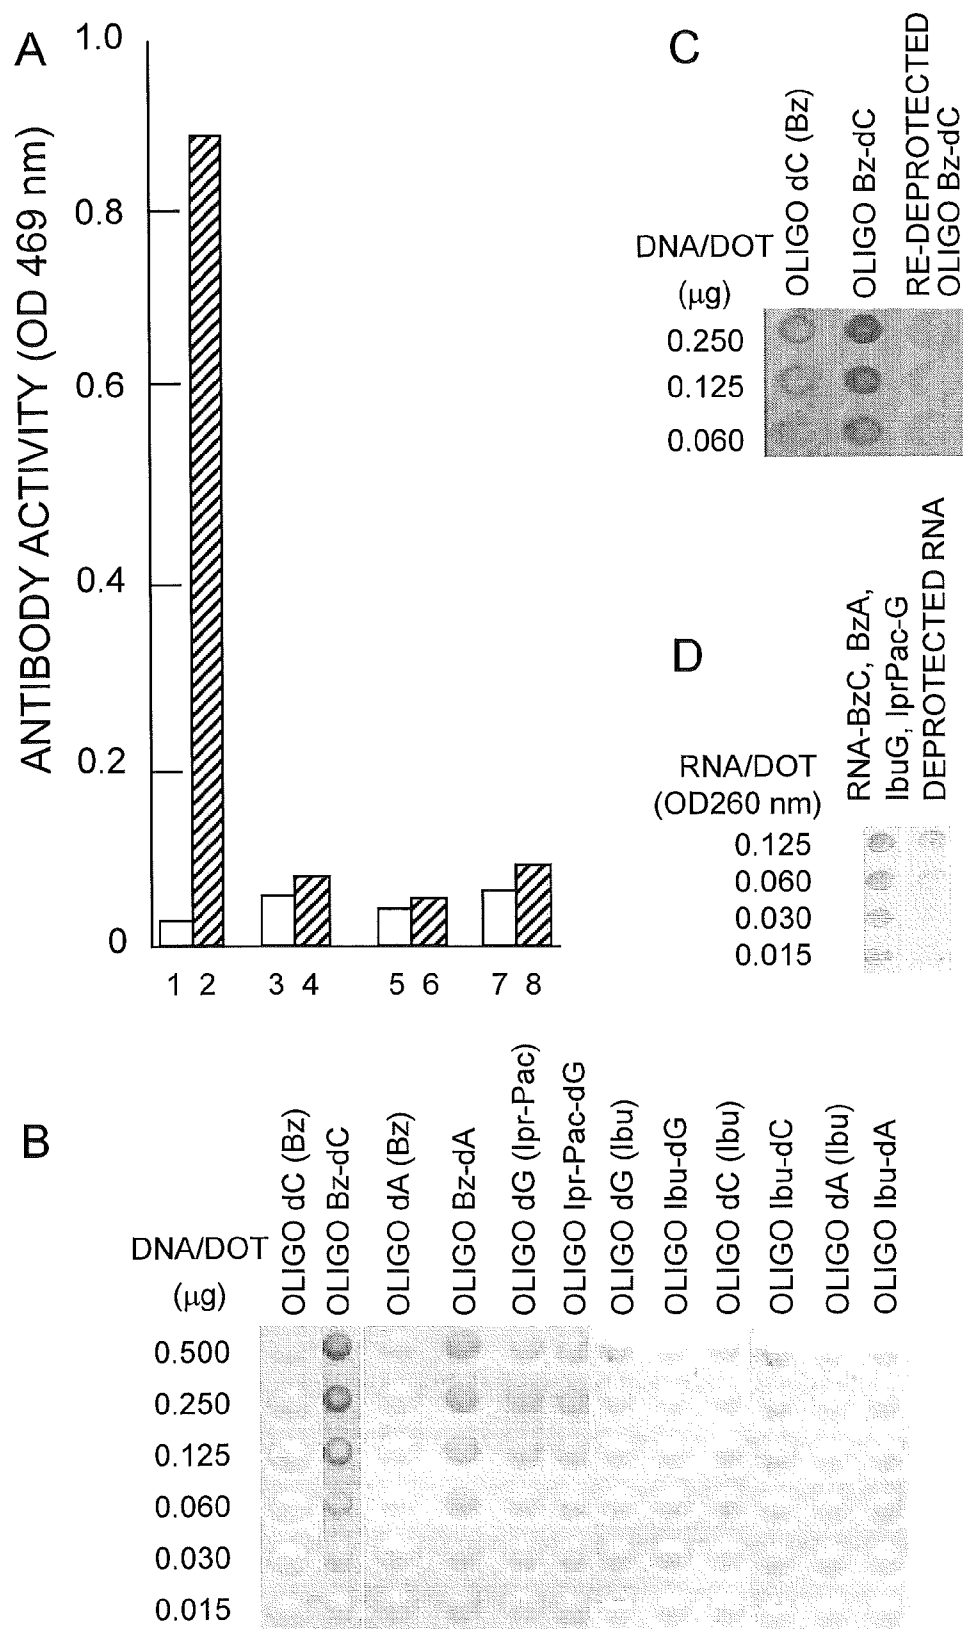 A
ANTIBODY ACTIVITY (OD 469 nm)
1.0
0.8
0.6
0.4
0.2
0
1 2 3 4 5 6 7 8
C
DNA/DOT
(µg)
OLIGO dC (Bz)
OLIGO Bz-dC
RE-DEPROTECTED
OLIGO Bz-dC
0.250
0.125
0.060
D
RNA/DOT
(OD260 nm)
RNA-BzC, BzA,
IbuG, IprPac-G
DEPROTECTED RNA
0.125
0.060
0.030
0.015
B
DNA/DOT
(µg)
OLIGO dC (Bz)
OLIGO Bz-dC
OLIGO dA (Bz)
OLIGO Bz-dA
OLIGO dG (Ipr-Pac)
OLIGO Ipr-Pac-dG
OLIGO dG (Ibu)
OLIGO Ibu-dG
OLIGO dC (Ibu)
OLIGO Ibu-dC
OLIGO dA (Ibu)
OLIGO Ibu-dA
0.500
0.250
0.125
0.060
0.030
0.015